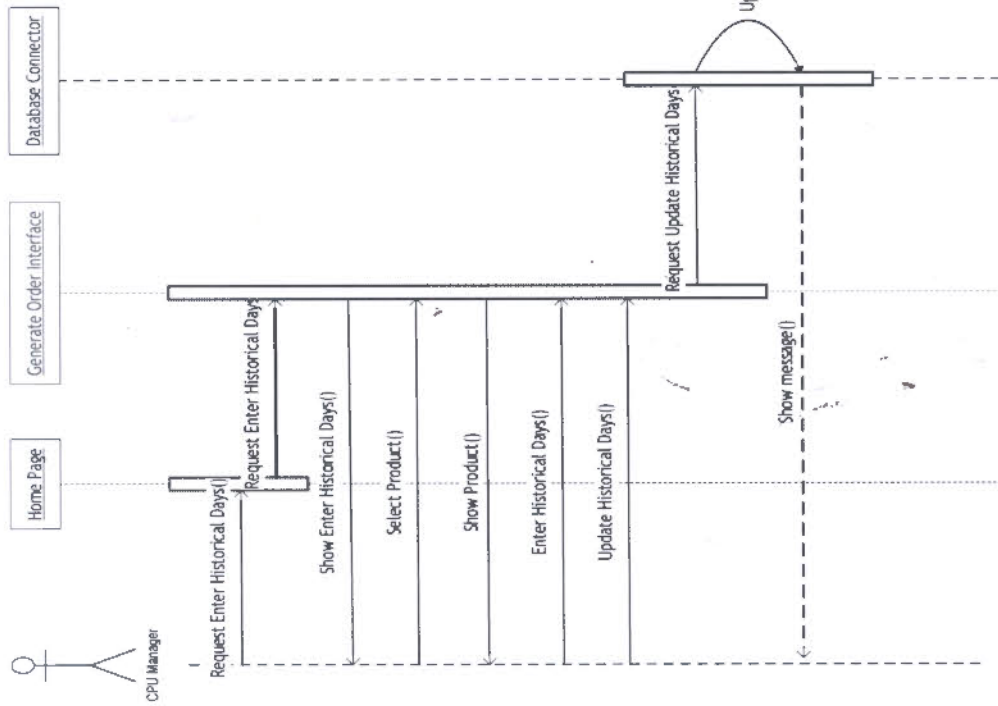 Home Page
Generate Order Interface
Database Connector
CPU Manager
Request Enter Historical Days()
Request Enter Historical Days
Show Enter Historical Days()
Select Product()
Show Product()
Enter Historical Days()
Update Historical Days()
Request Update Historical Days
Up
Show message()